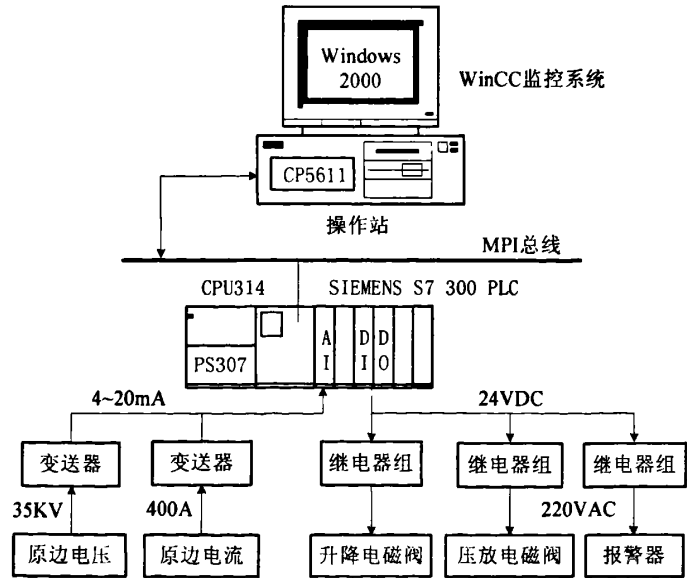 Windows
2000
WinCC监控系统
CP5611
操作站
MPI总线
CPU314
SIEMENS S7 300 PLC
PS307
AI
DI
DO
4~20mA
24VDC
变送器
变送器
继电器组
继电器组
继电器组
35KV
400A
220VAC
原边电压
原边电流
升降电磁阀
压放电磁阀
报警器